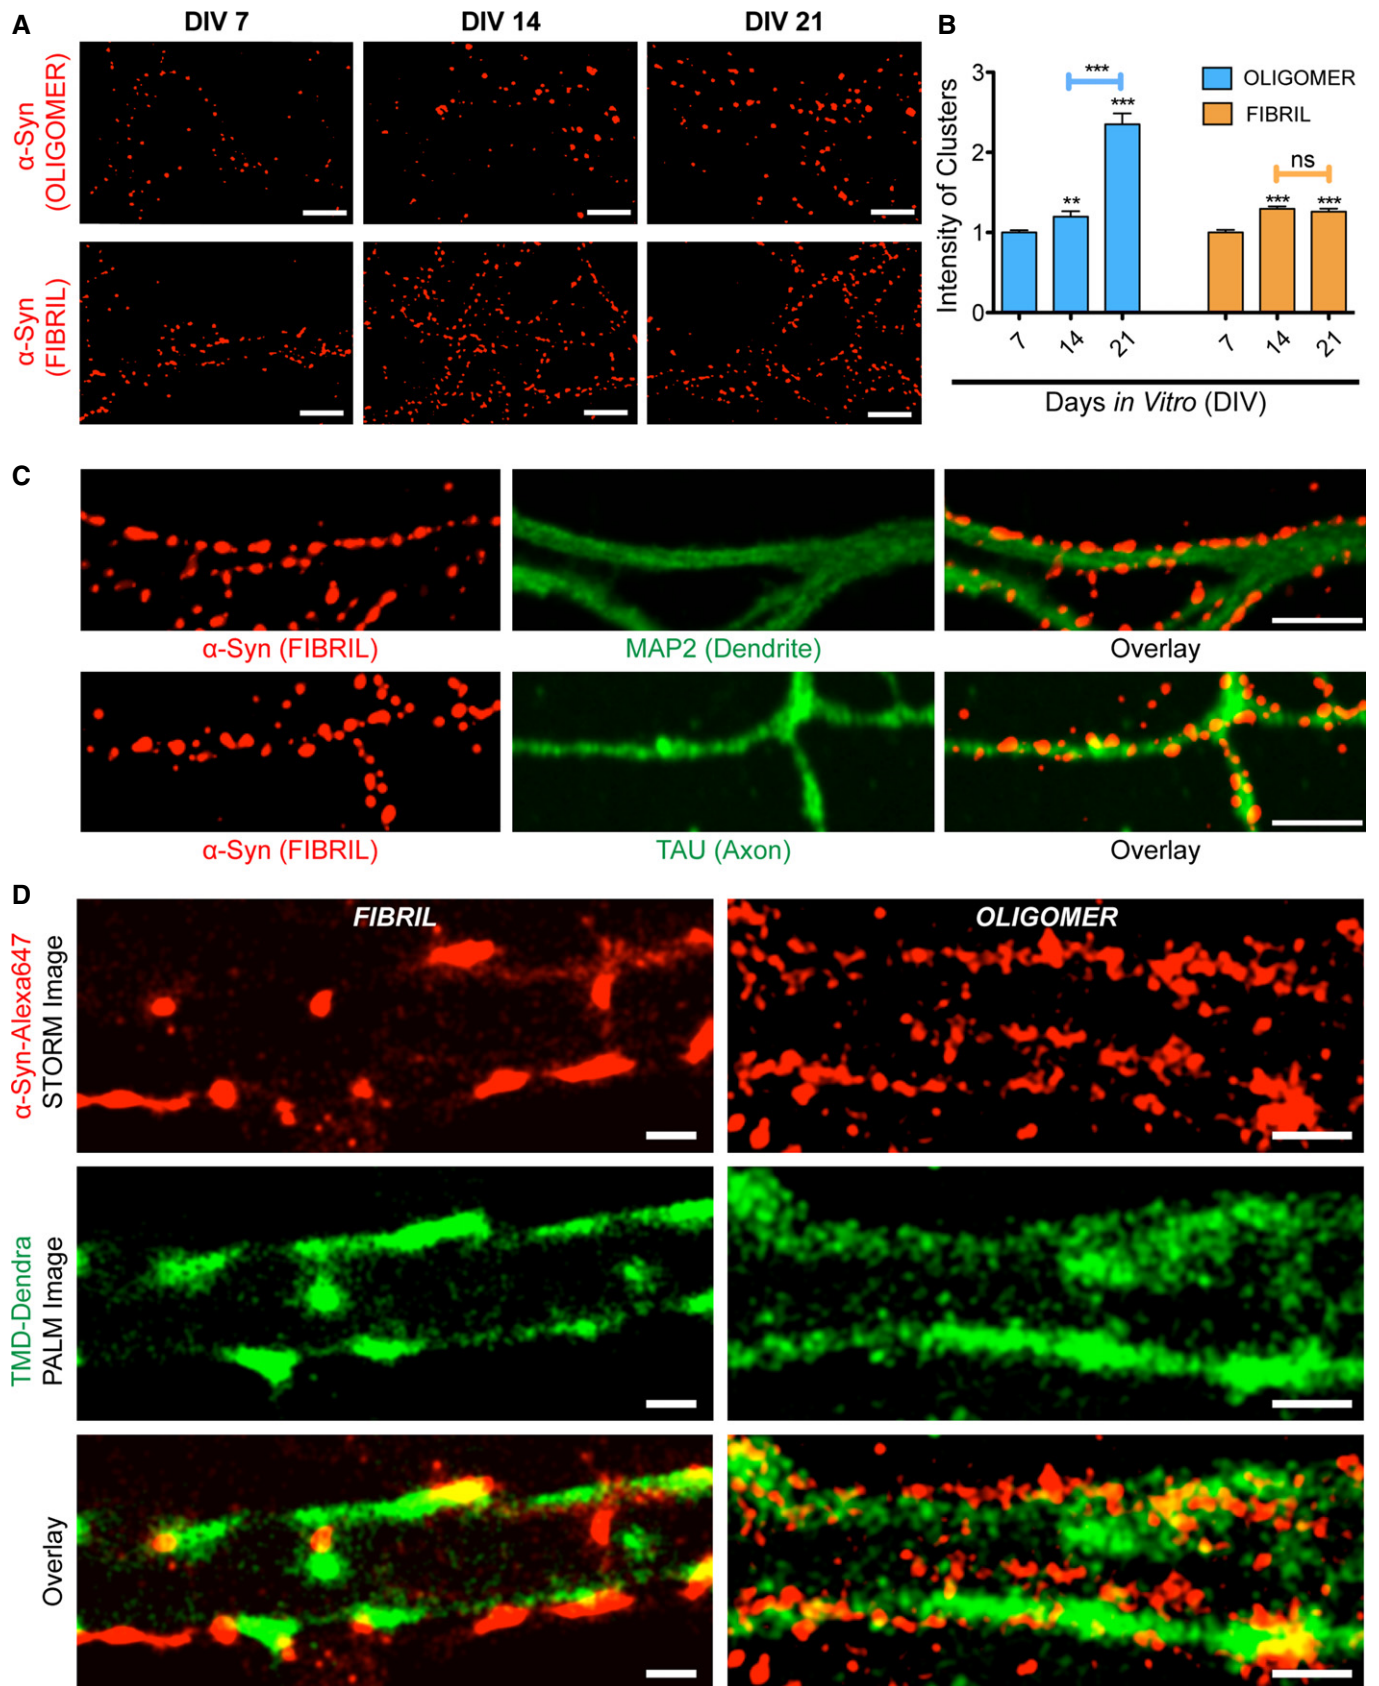 A
DIV 7
DIV 14
DIV 21
α-Syn
(OLIGOMER)
α-Syn
(FIBRIL)
B
Intensity of Clusters
3
2
1
0
***
***
**
OLIGOMER
FIBRIL
ns
***
***
7
14
21
7
14
21
Days in Vitro (DIV)
C
α-Syn (FIBRIL)
MAP2 (Dendrite)
Overlay
α-Syn (FIBRIL)
TAU (Axon)
Overlay
D
FIBRIL
OLIGOMER
α-Syn-Alexa647
STORM Image
TMD-Dendra
PALM Image
Overlay